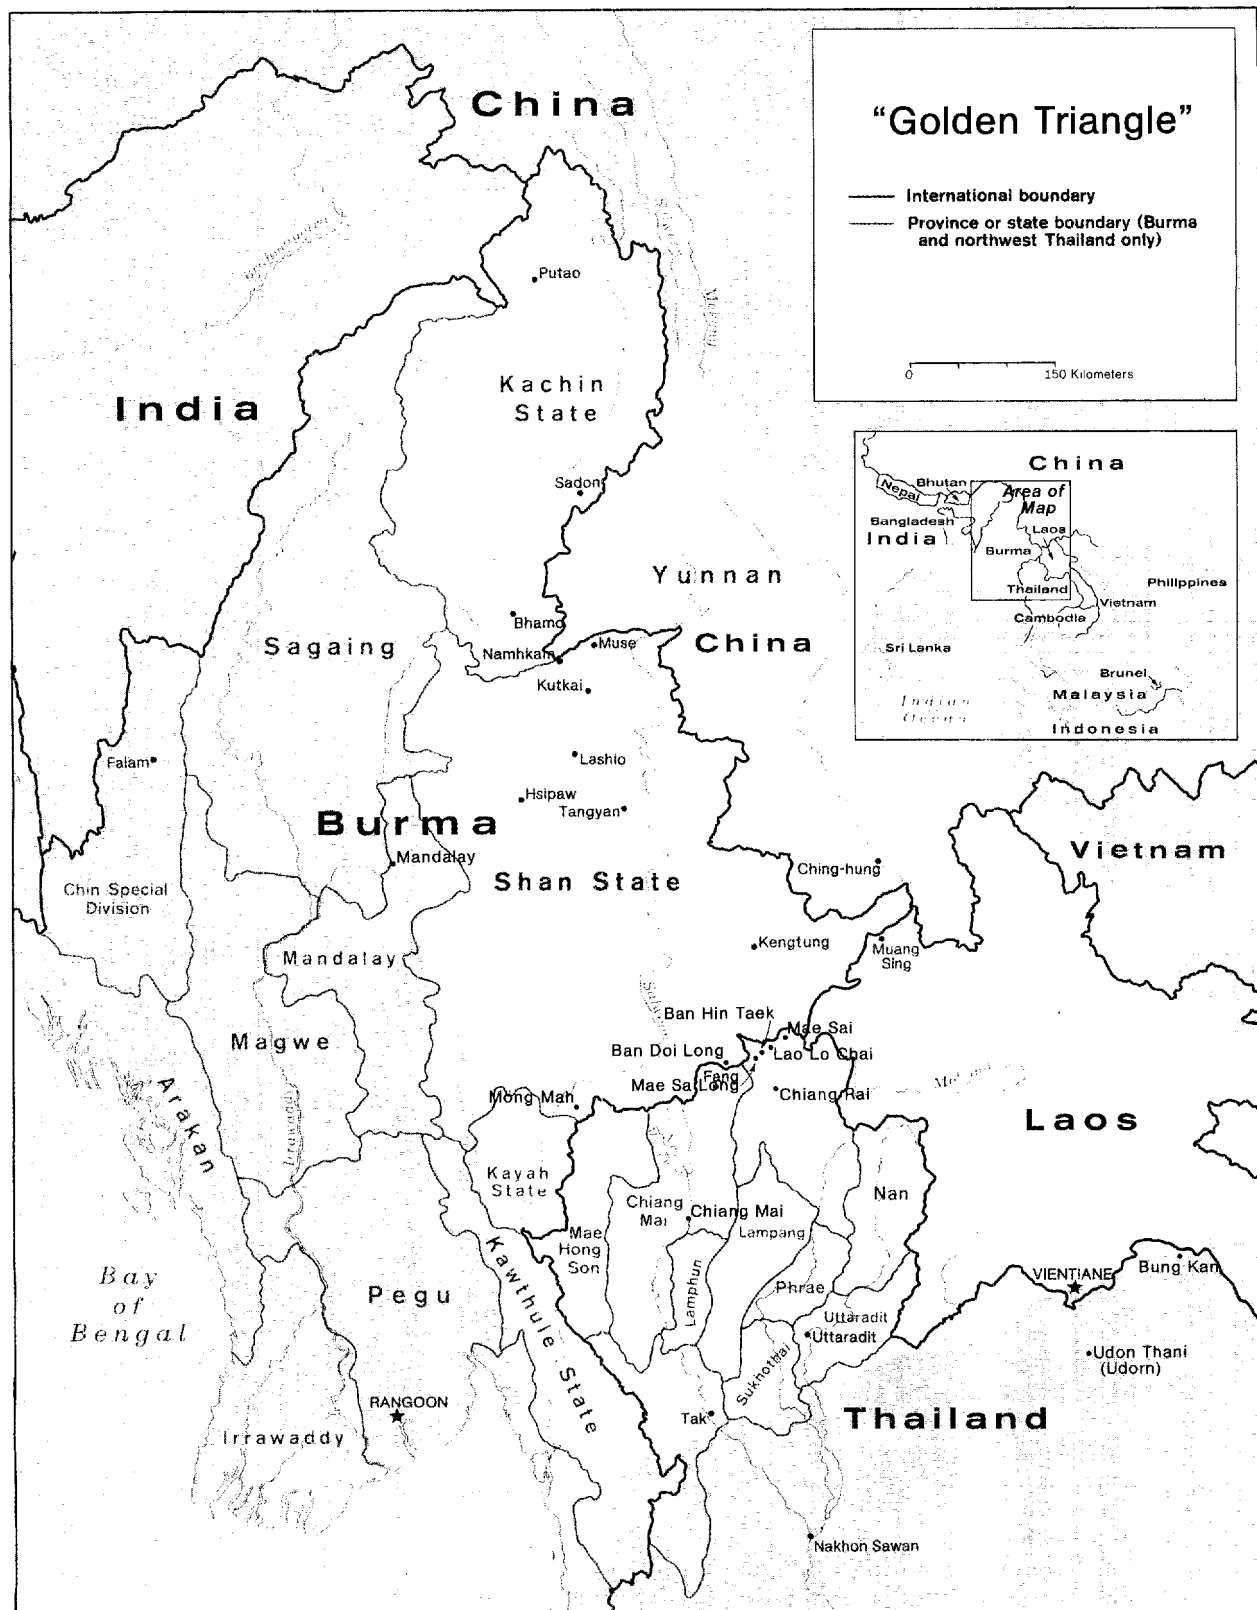 China
“Golden Triangle”
International boundary
Province or state boundary (Burma
and northwest Thailand only)
0
150 Kilometers
Putao
Mekong
India
Kachin
State
Sadon
China
Nepal
Bhutan
Area of
Map
Bangladesh
India
Laos
Burma
Thailand
Vietnam
Philippines
Cambodia
Sri Lanka
Brunei
Malaysia
Indian
Ocean
Indonesia
Yunnan
China
Bhamo
Sagaing
Namhkam
Muse
Kutkai
Falam
Lashio
Hsipaw
Tangyan
Burma
Mandalay
Vietnam
Ching-hung
Shan State
Chin Special
Division
Kengtung
Muang
Sing
Mandalay
Ban Hin Taek
Mae Sai
Magwe
Ban Doi Long
Lao Lo Chai
Fang
Mae Sa Long
Chiang Rai
Mekong
Möng Mah
Arakan
Irrawaddy
Laos
Kayah
State
Chiang
Mai
Chiang Mai
Nan
Lampang
Mae
Hong
Son
Kawthule State
Bay
of
Bengal
Pegu
Lamphun
Phrae
VIENTIANE
Bung Kan
Uttaradit
Uttaradit
Udon Thani
(Udorn)
Sukhothai
RANGOON
Tak
Thailand
Irrawaddy
Nakhon Sawan